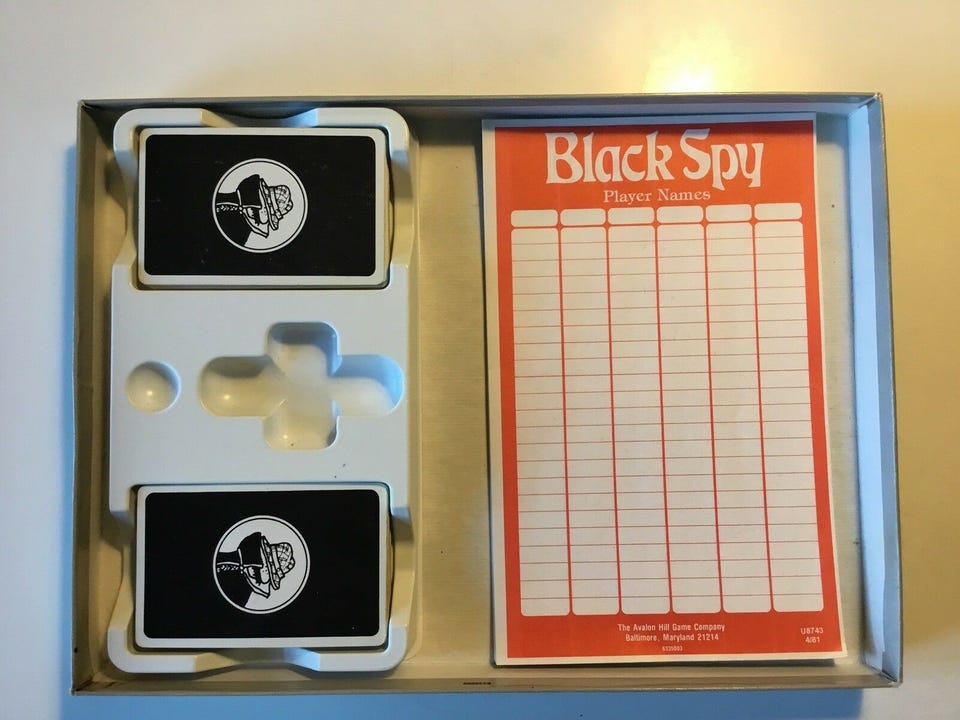 Black Spy
Player Names
The Avalon Hill Game Company
Baltimore, Maryland 21214
U8743
4/81